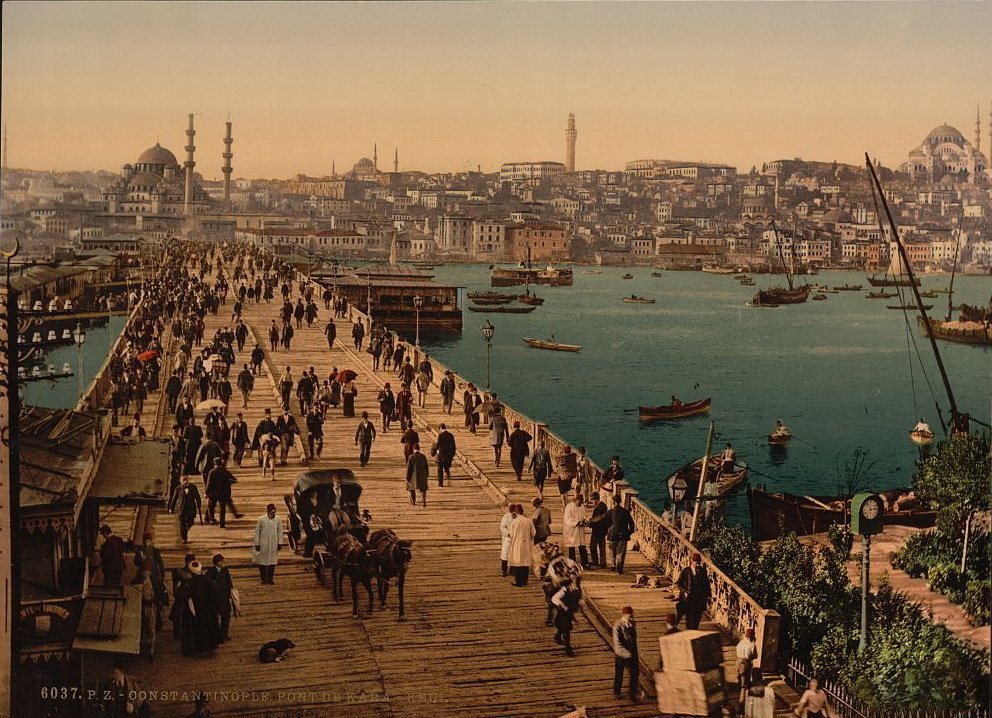 6037. P. Z. - CONSTANTINOPLE. PONT DE KARA-KEUI.